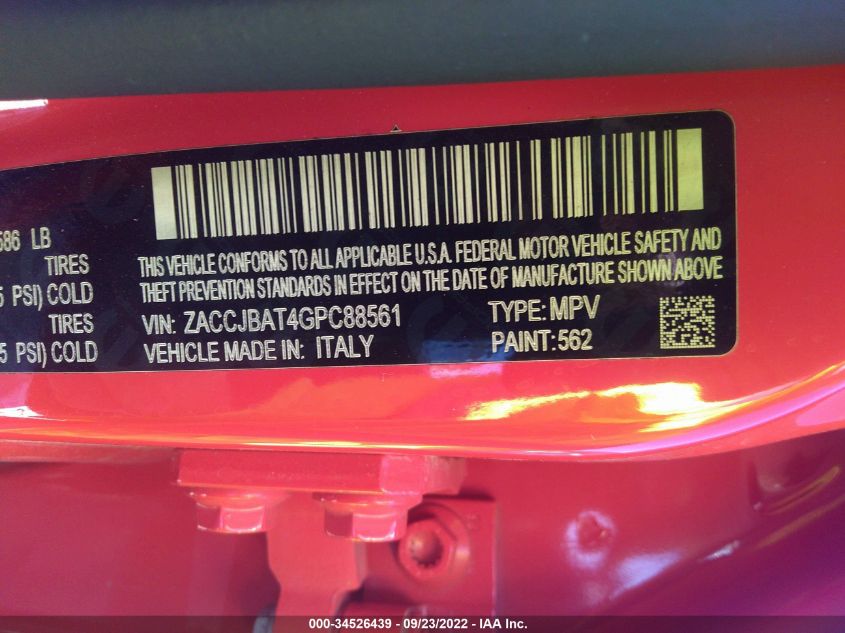 586 LB
TIRES
5 PSI) COLD
TIRES
5 PSI) COLD
THIS VEHICLE CONFORMS TO ALL APPLICABLE U.S.A. FEDERAL MOTOR VEHICLE SAFETY AND
THEFT PREVENTION STANDARDS IN EFFECT ON THE DATE OF MANUFACTURE SHOWN ABOVE
VIN: ZACCJBAT4GPC88561 TYPE: MPV
VEHICLE MADE IN: ITALY PAINT: 562
000-34526439 - 09/23/2022 - IAA Inc.